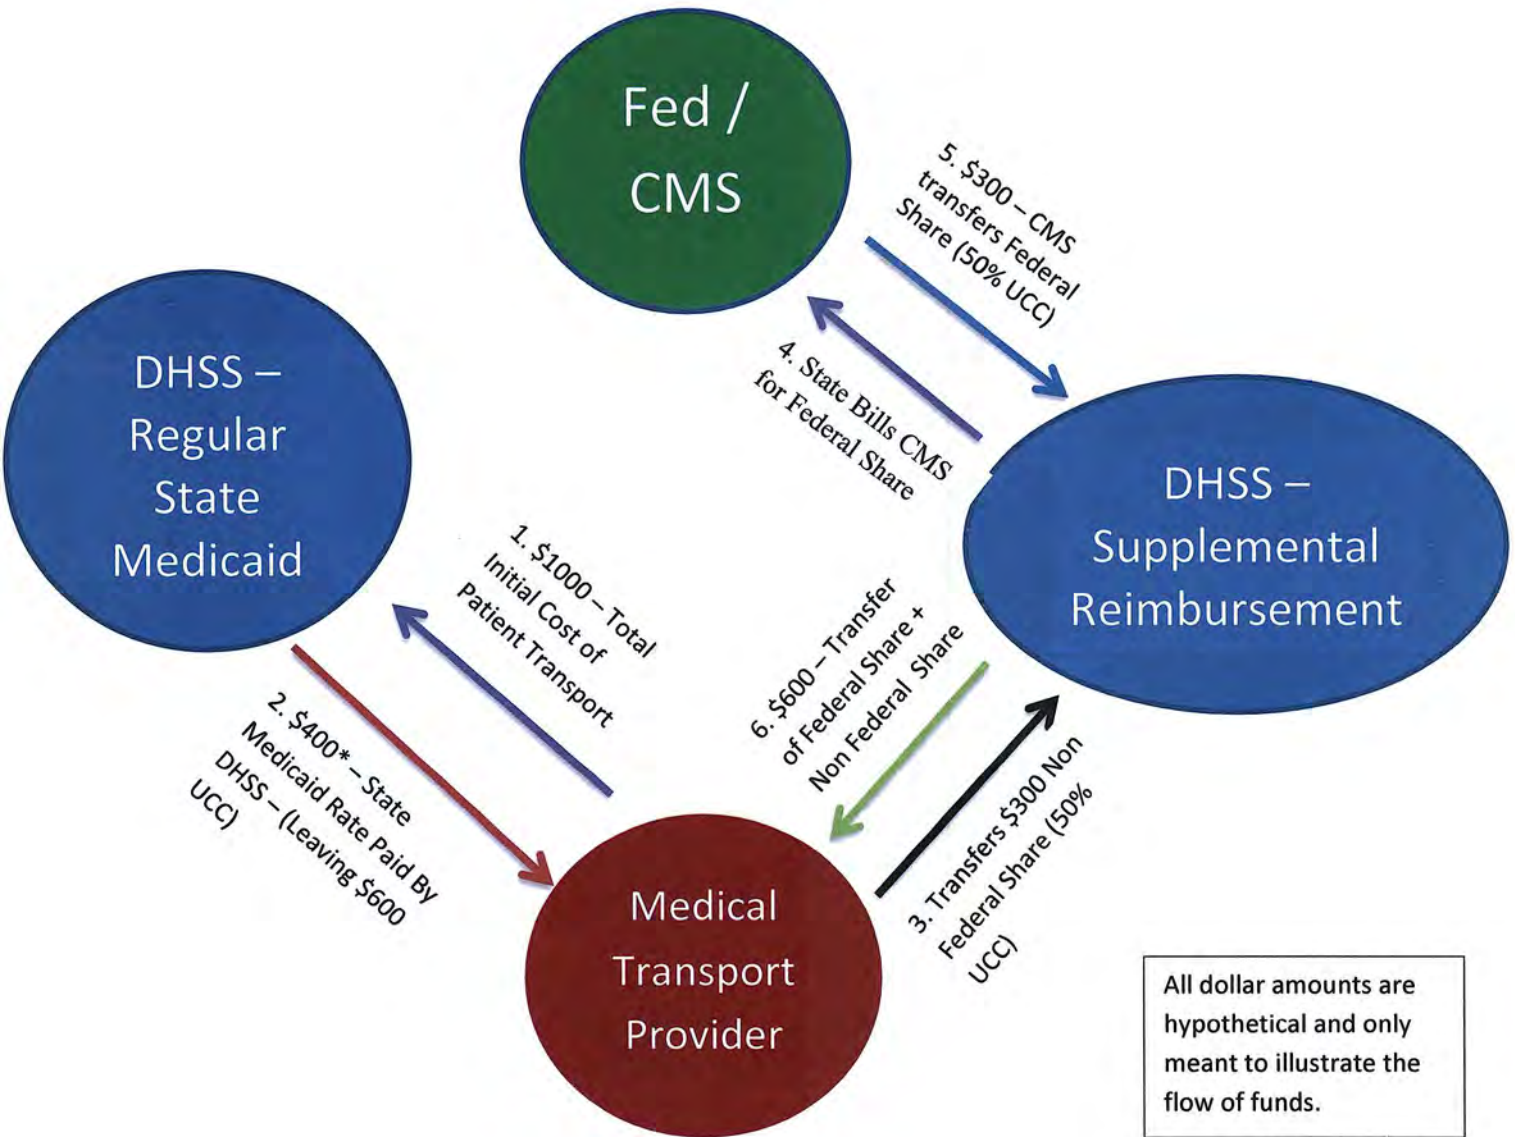 Fed /
CMS
5. $300 – CMS
transfers Federal
Share (50% UCC)
4. State Bills CMS
for Federal Share
DHSS –
Regular
State
Medicaid
DHSS –
Supplemental
Reimbursement
1. $1000 – Total
Initial Cost of
Patient Transport
2. $400* – State
Medicaid Rate Paid By
DHSS – (Leaving $600
UCC)
6. $600 – Transfer
of Federal Share +
Non Federal Share
3. Transfers $300 Non
Federal Share (50%
UCC)
Medical
Transport
Provider
All dollar amounts are
hypothetical and only
meant to illustrate the
flow of funds.